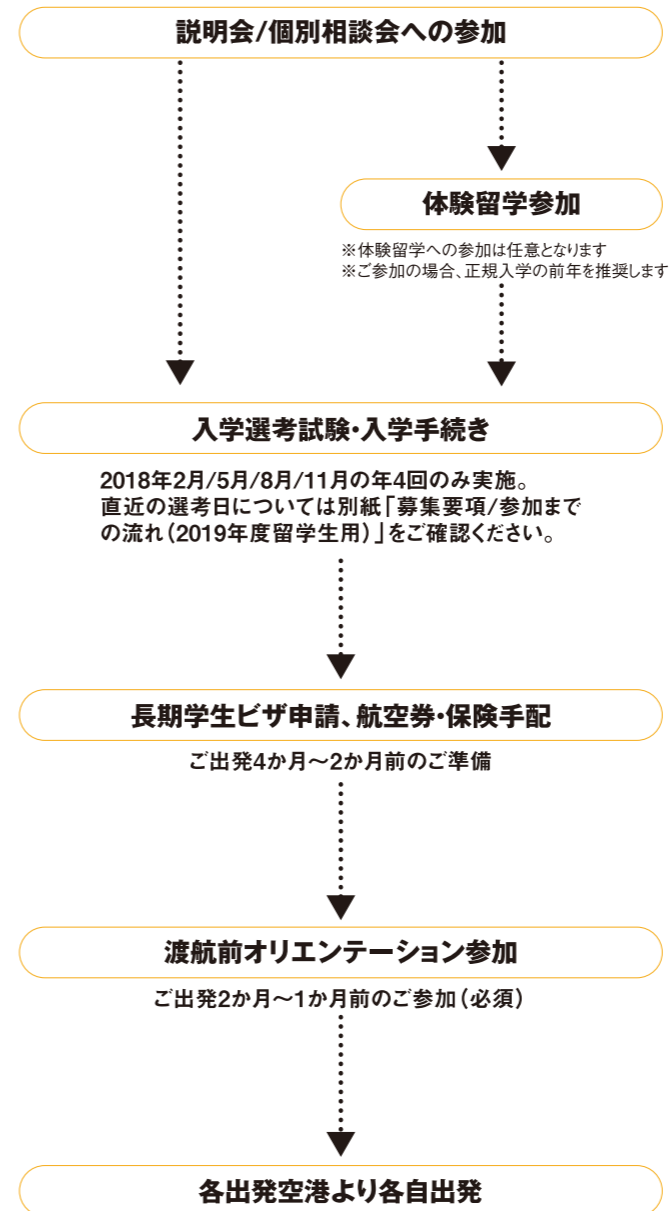 説明会/個別相談会への参加
体験留学参加
※体験留学への参加は任意となります
※ご参加の場合、正規入学の前年を推奨します
入学選考試験・入学手続き
2018年2月/5月/8月/11月の年4回のみ実施。
直近の選考日については別紙「募集要項/参加まで
の流れ（2019年度留学生用）」をご確認ください。
長期学生ビザ申請、航空券・保険手配
ご出発4か月～2か月前のご準備
渡航前オリエンテーション参加
ご出発2か月～1か月前のご参加（必須）
各出発空港より各自出発